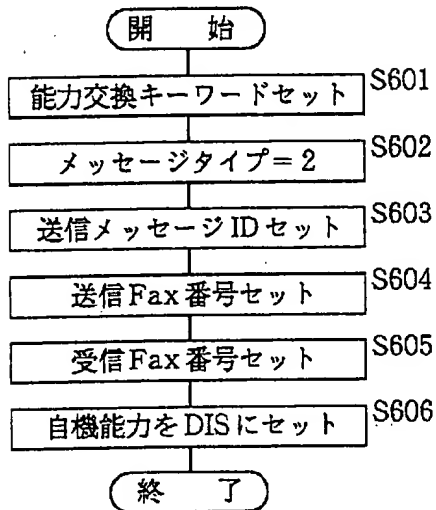 開　始
能力交換キーワードセット S601
メッセージタイプ＝2 S602
送信メッセージIDセット S603
送信Fax番号セット S604
受信Fax番号セット S605
自機能力をDISにセット S606
終　了